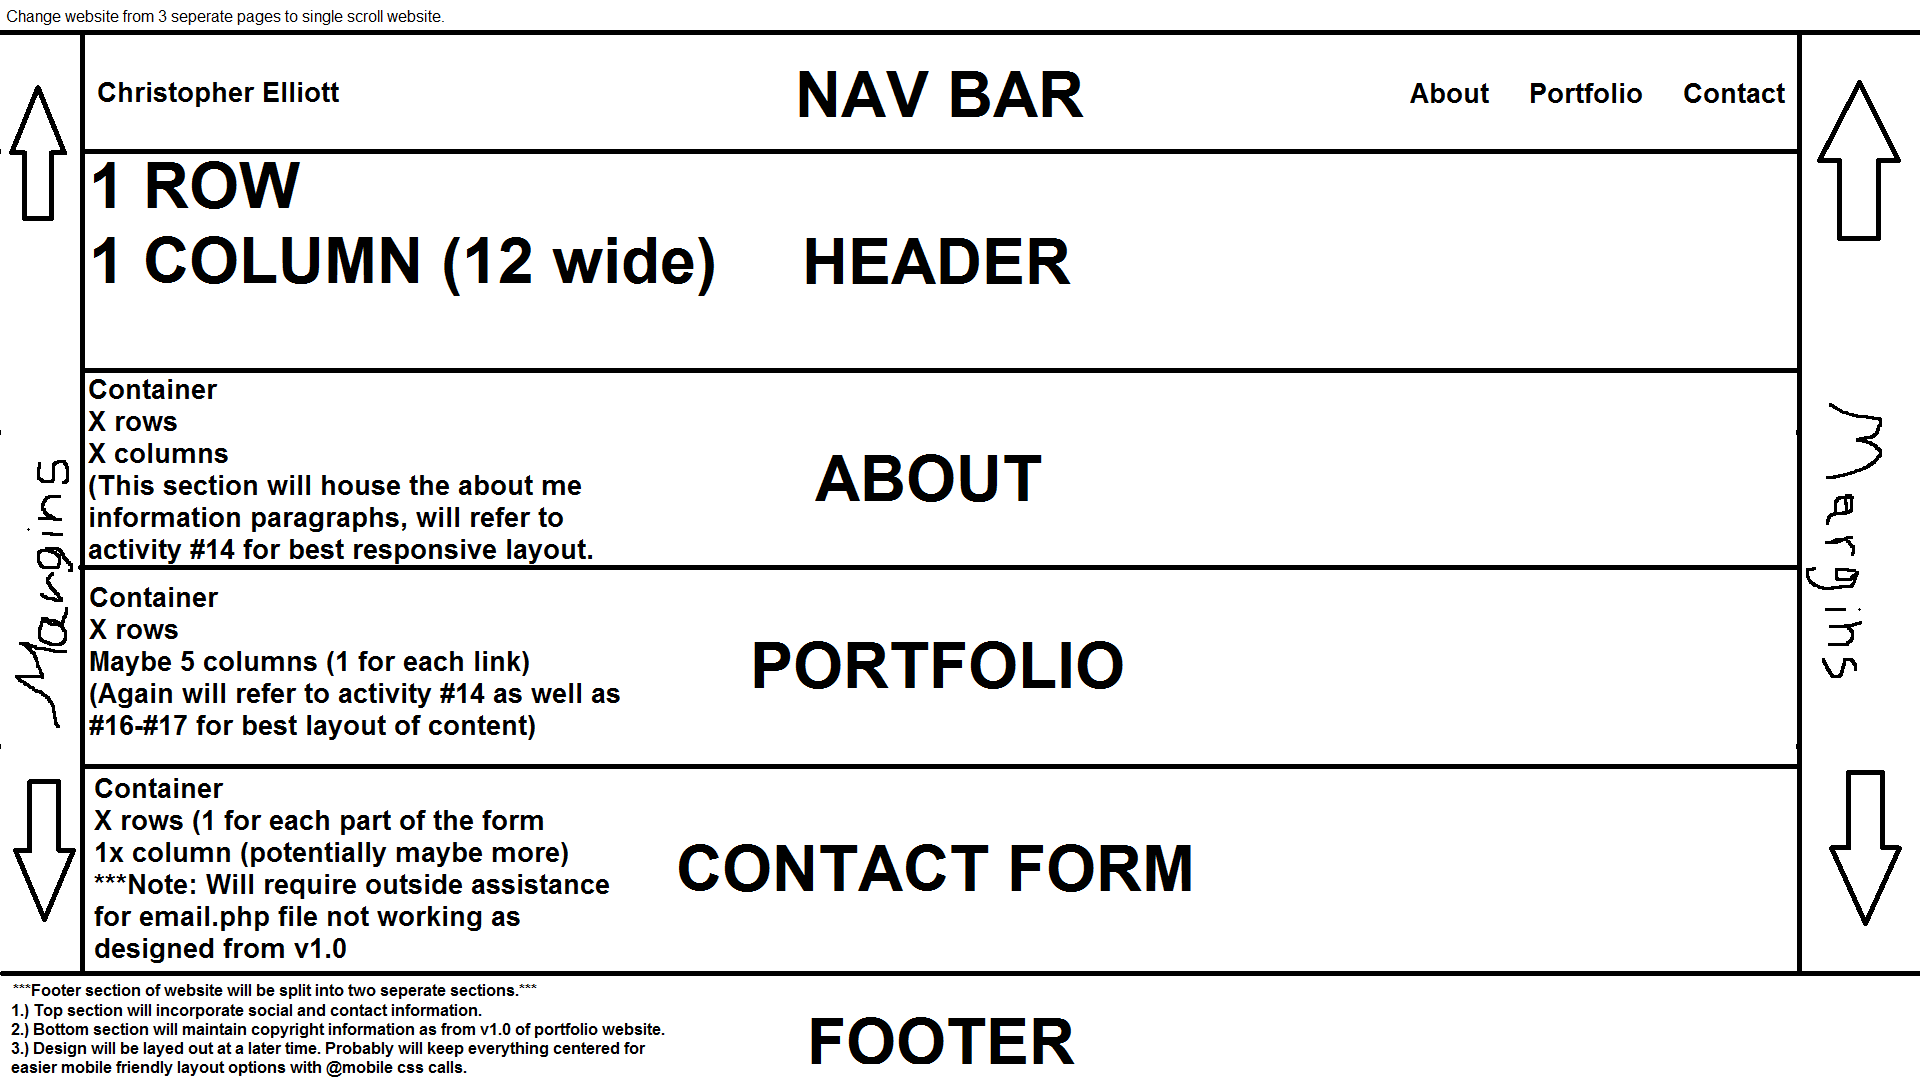 Change website from 3 seperate pages to single scroll website.
Christopher Elliott
NAV BAR
About Portfolio Contact
1 ROW
1 COLUMN (12 wide)
HEADER
Container
X rows
X columns
(This section will house the about me
information paragraphs, will refer to
activity #14 for best responsive layout.
ABOUT
Container
X rows
Maybe 5 columns (1 for each link)
(Again will refer to activity #14 as well as
#16-#17 for best layout of content)
PORTFOLIO
Container
X rows (1 for each part of the form
1x column (potentially maybe more)
***Note: Will require outside assistance
for email.php file not working as
designed from v1.0
CONTACT FORM
Margins
Margins
***Footer section of website will be split into two seperate sections.***
1.) Top section will incorporate social and contact information.
2.) Bottom section will maintain copyright information as from v1.0 of portfolio website.
3.) Design will be layed out at a later time. Probably will keep everything centered for
easier mobile friendly layout options with @mobile css calls.
FOOTER